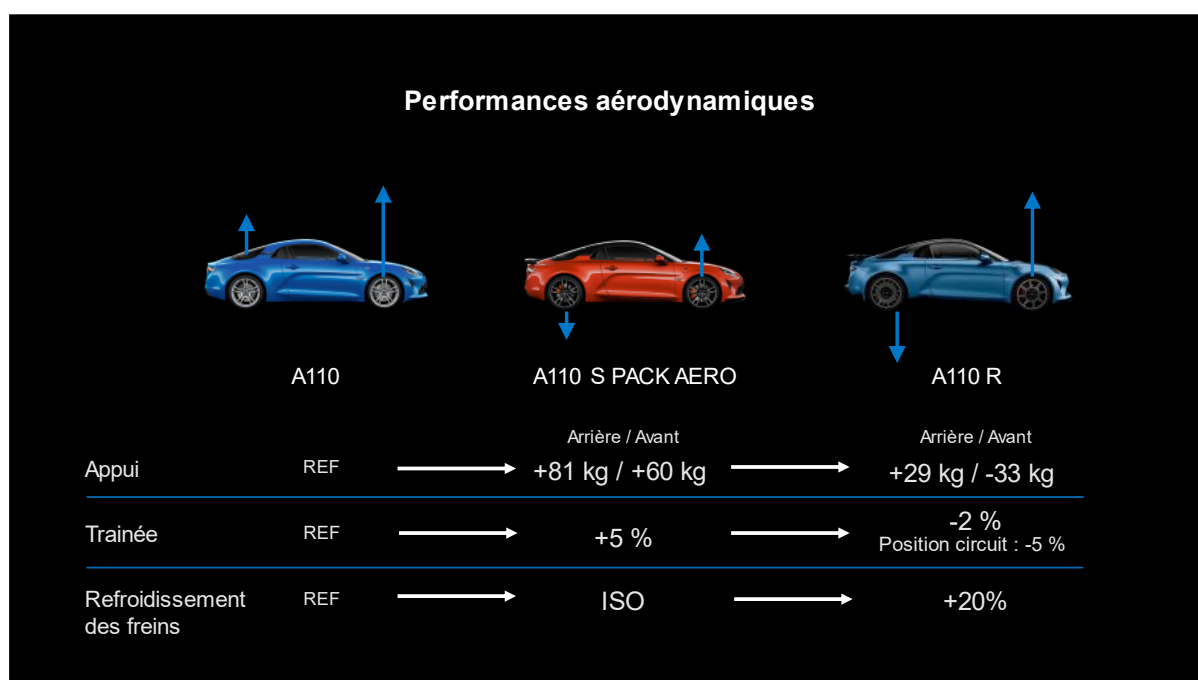 Performances aérodynamiques
A110
A110 S PACK AERO
A110 R
Arrière / Avant
Arrière / Avant
Appui
REF
+81 kg / +60 kg
+29 kg / -33 kg
Trainée
REF
+5 %
-2 %
Position circuit : -5 %
Refroidissement
des freins
REF
ISO
+20%